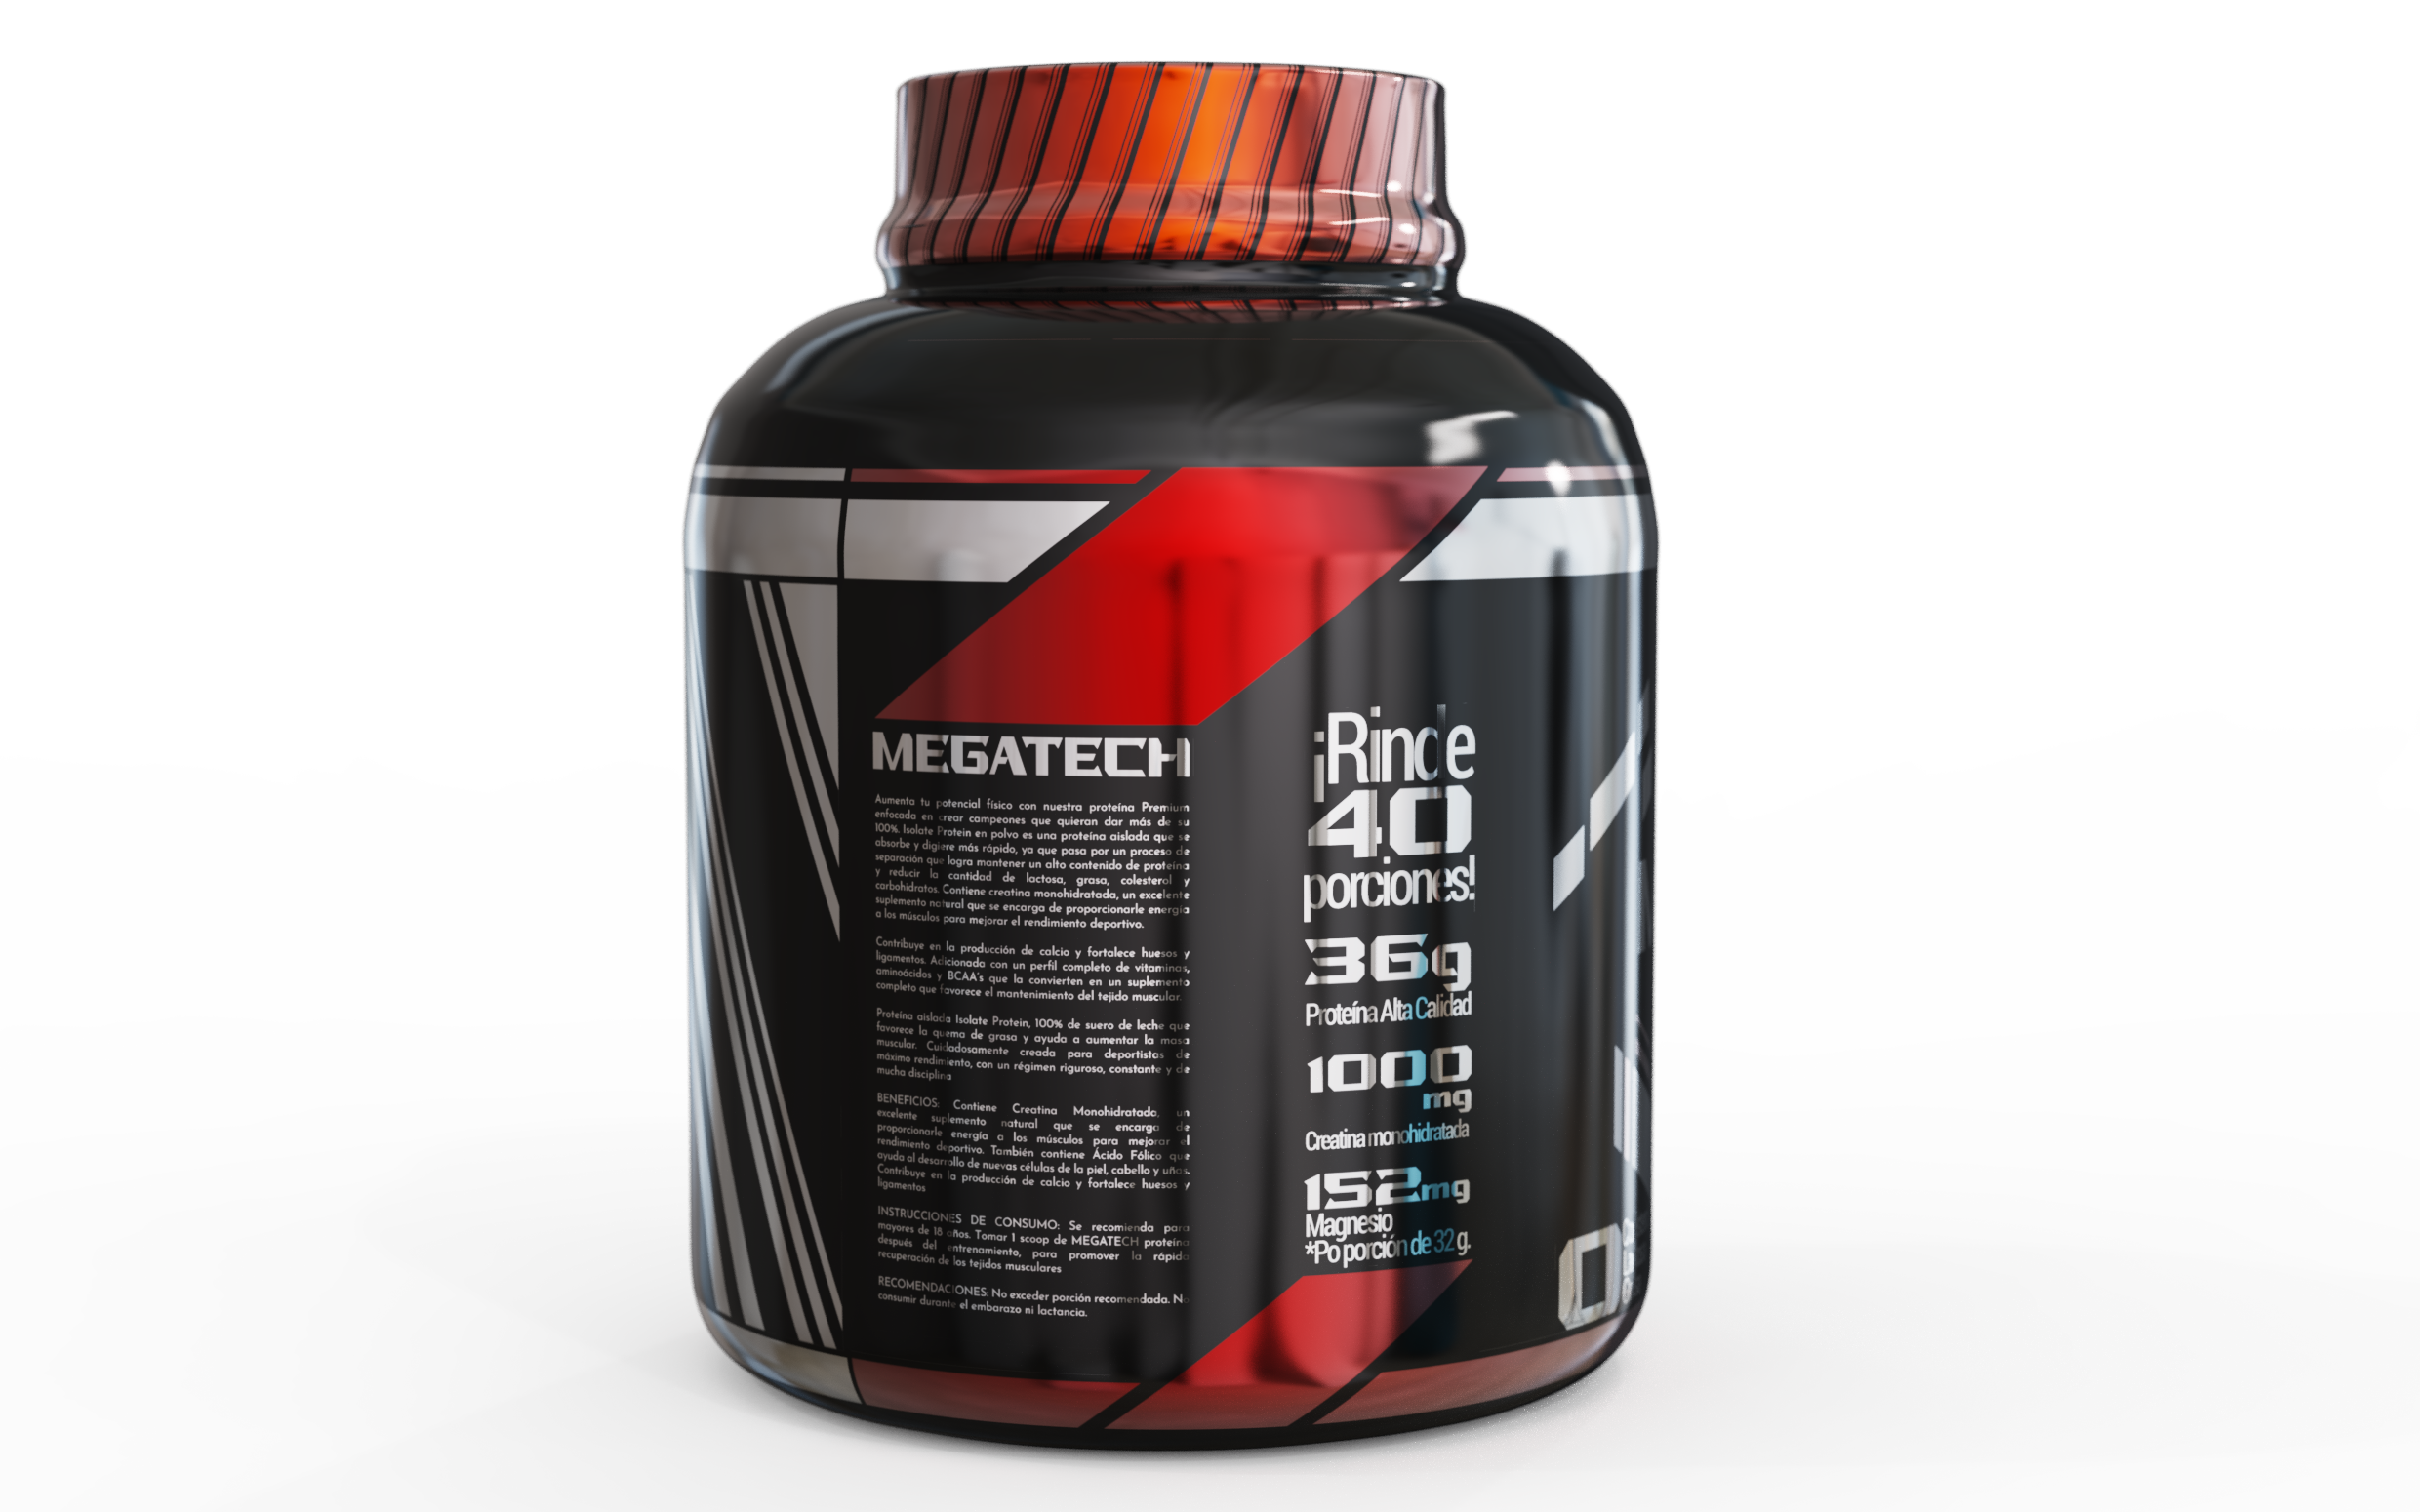 MEGATECH
Aumenta tu potencial físico con nuestra proteína Premium
enfocada en crear campeones que quieran dar más de su
100%. Isolate Protein en polvo es una proteína aislada que se
absorbe y digiere más rápido, ya que pasa por un proceso de
separación que logra mantener un alto contenido de proteína
y reducir la cantidad de lactosa, grasa, colesterol y
carbohidratos. Contiene creatina monohidratada, un excelente
suplemento natural que se encarga de proporcionarle energía
a los músculos para mejorar el rendimiento deportivo.
Contribuye en la producción de calcio y fortalece huesos y
ligamentos. Adicionada con un perfil completo de vitaminas,
aminoácidos y BCAA's que la convierten en un suplemento
completo que favorece el mantenimiento del tejido muscular.
Proteína aislada Isolate Protein, 100% de suero de leche que
favorece la quema de grasa y ayuda a aumentar la masa
muscular. Cuidadosamente creada para deportistas de
máximo rendimiento, con un régimen riguroso, constante y de
mucha disciplina
BENEFICIOS: Contiene Creatina Monohidratada, un
excelente suplemento natural que se encarga de
proporcionarle energía a los músculos para mejorar el
rendimiento deportivo. También contiene Ácido Fólico que
ayuda al desarrollo de nuevas células de la piel, cabello y uñas.
Contribuye en la producción de calcio y fortalece huesos y
ligamentos
INSTRUCCIONES DE CONSUMO: Se recomienda para
mayores de 18 años. Tomar 1 scoop de MEGATECH proteína
después del entrenamiento, para promover la rápida
recuperación de los tejidos musculares
RECOMENDACIONES: No exceder porción recomendada. No
consumir durante el embarazo ni lactancia.
¡Rinde
40
porciones!
36g
Proteína Alta Calidad
1000
mg
Creatina monohidratada
152mg
Magnesio
*Po porción de 32 g.